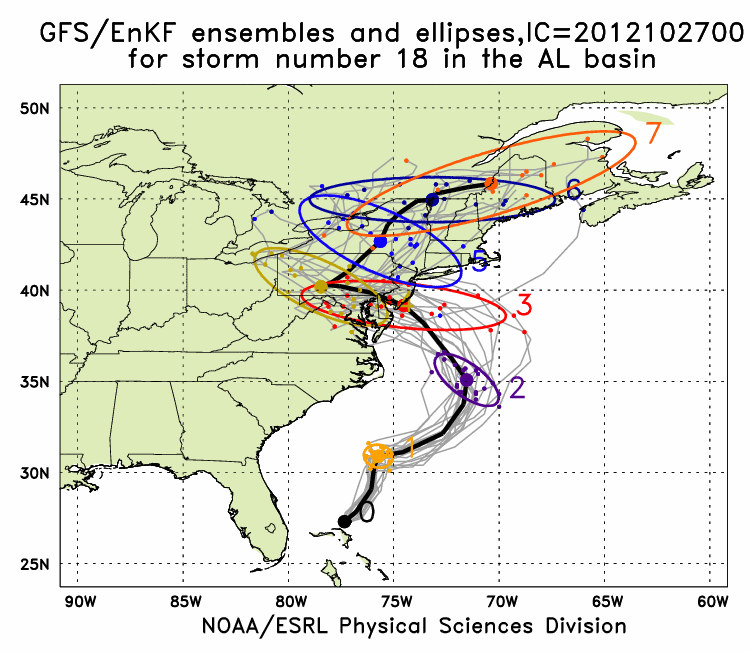 GFS/EnKF ensembles and ellipses,IC=2012102700
for storm number 18 in the AL basin
50N
7
45N
6
5
40N
3
35N
2
1
30N
0
25N
90W 85W 80W 75W 70W 65W 60W
NOAA/ESRL Physical Sciences Division